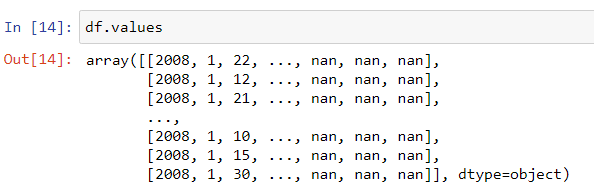 In [14]: df.values
Out[14]: array([[2008, 1, 22, ..., nan, nan, nan],
[2008, 1, 12, ..., nan, nan, nan],
[2008, 1, 21, ..., nan, nan, nan],
...,
[2008, 1, 10, ..., nan, nan, nan],
[2008, 1, 15, ..., nan, nan, nan],
[2008, 1, 30, ..., nan, nan, nan]], dtype=object)